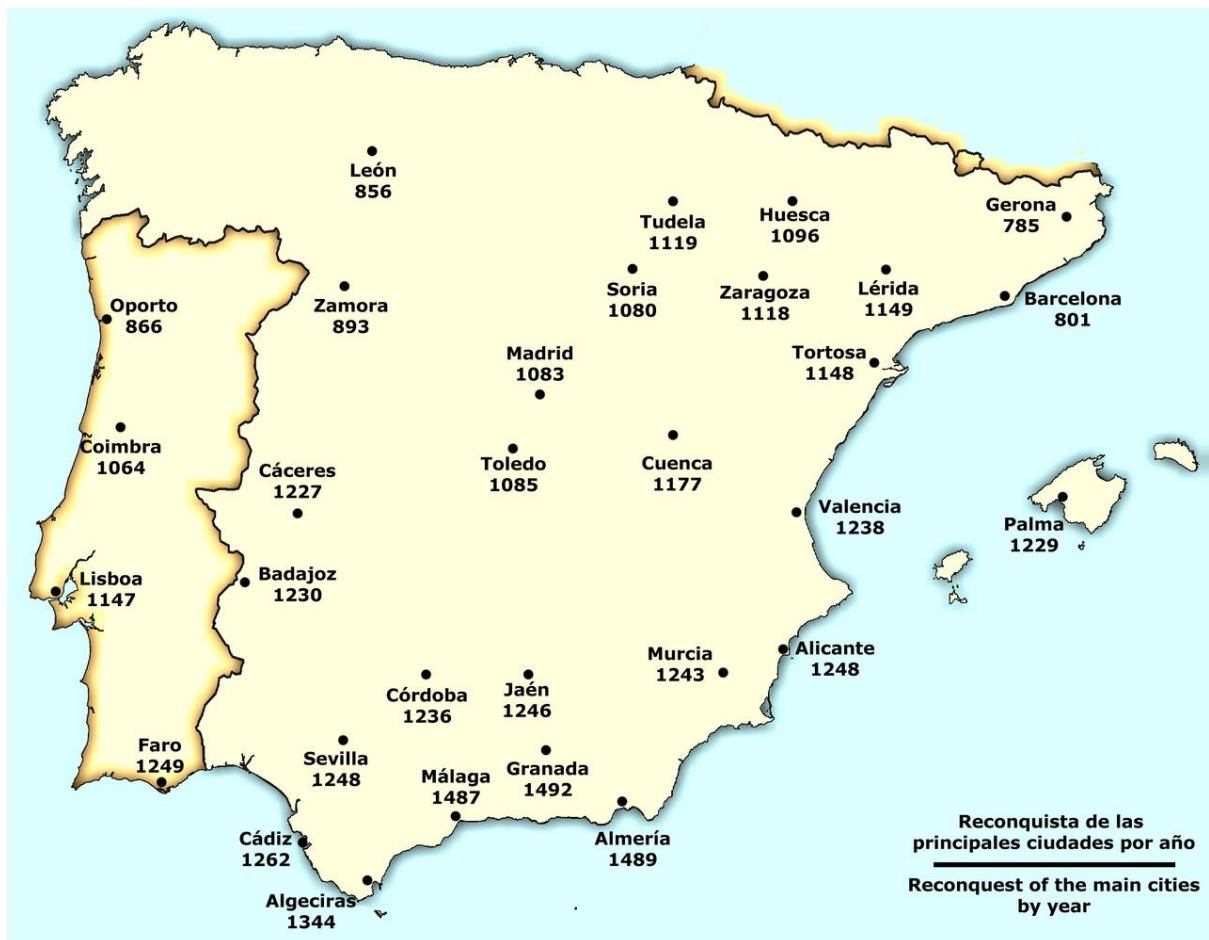 León
856
Tudela
1119
Huesca
1096
Gerona
785
Oporto
866
Zamora
893
Soria
1080
Zaragoza
1118
Lérida
1149
Barcelona
801
Madrid
1083
Tortosa
1148
Coimbra
1064
Cáceres
1227
Toledo
1085
Cuenca
1177
Valencia
1238
Palma
1229
Lisboa
1147
Badajoz
1230
Murcia
1243
Alicante
1248
Córdoba
1236
Jaén
1246
Faro
1249
Sevilla
1248
Málaga
1487
Granada
1492
Cádiz
1262
Almería
1489
Algeciras
1344
Reconquista de las
principales ciudades por año
Reconquest of the main cities
by year